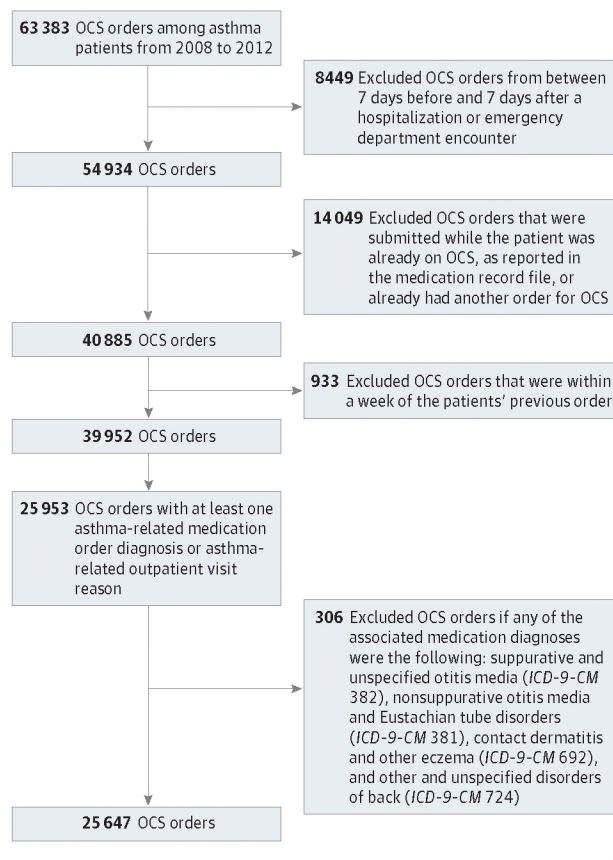 63 383 OCS orders among asthma
patients from 2008 to 2012
8449 Excluded OCS orders from between
7 days before and 7 days after a
hospitalization or emergency
department encounter
54 934 OCS orders
14 049 Excluded OCS orders that were
submitted while the patient was
already on OCS, as reported in
the medication record file, or
already had another order for OCS
40 885 OCS orders
933 Excluded OCS orders that were within
a week of the patients' previous order
39 952 OCS orders
25 953 OCS orders with at least one
asthma-related medication
order diagnosis or asthma-
related outpatient visit
reason
306 Excluded OCS orders if any of the
associated medication diagnoses
were the following: suppurative and
unspecified otitis media (ICD-9-CM
382), nonsuppurative otitis media
and Eustachian tube disorders
(ICD-9-CM 381), contact dermatitis
and other eczema (ICD-9-CM 692),
and other and unspecified disorders
of back (ICD-9-CM 724)
25 647 OCS orders